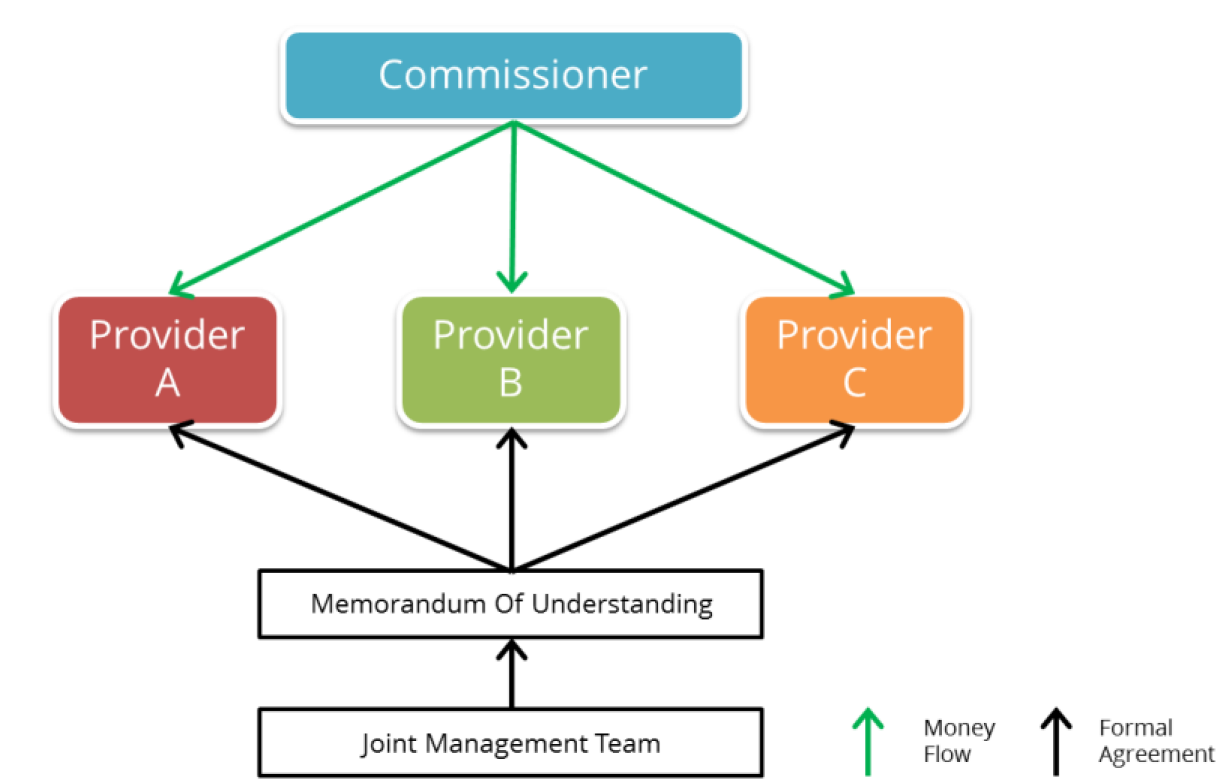 Commissioner
Provider
A
Provider
B
Provider
C
Memorandum Of Understanding
Joint Management Team
Money
Flow
Formal
Agreement